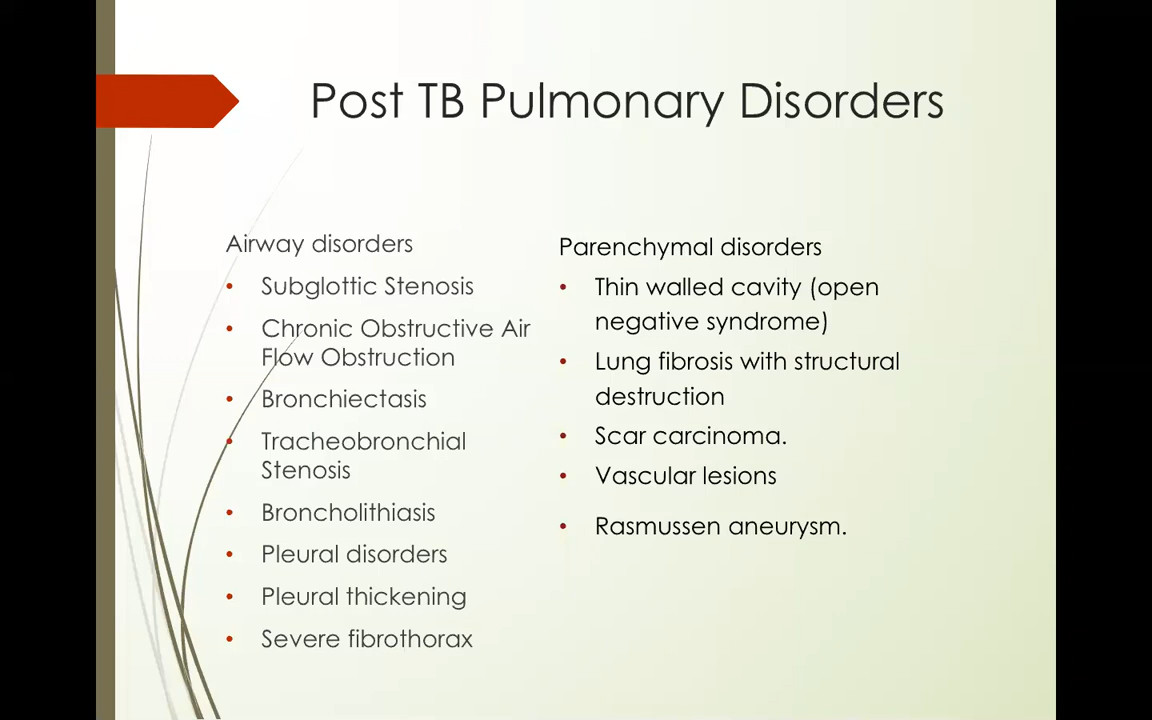 Post TB Pulmonary Disorders
Airway disorders
• Subglottic Stenosis
• Chronic Obstructive Air
Flow Obstruction
• Bronchiectasis
• Tracheobronchial
Stenosis
• Broncholithiasis
• Pleural disorders
• Pleural thickening
• Severe fibrothorax
Parenchymal disorders
• Thin walled cavity (open
negative syndrome)
• Lung fibrosis with structural
destruction
• Scar carcinoma.
• Vascular lesions
• Rasmussen aneurysm.